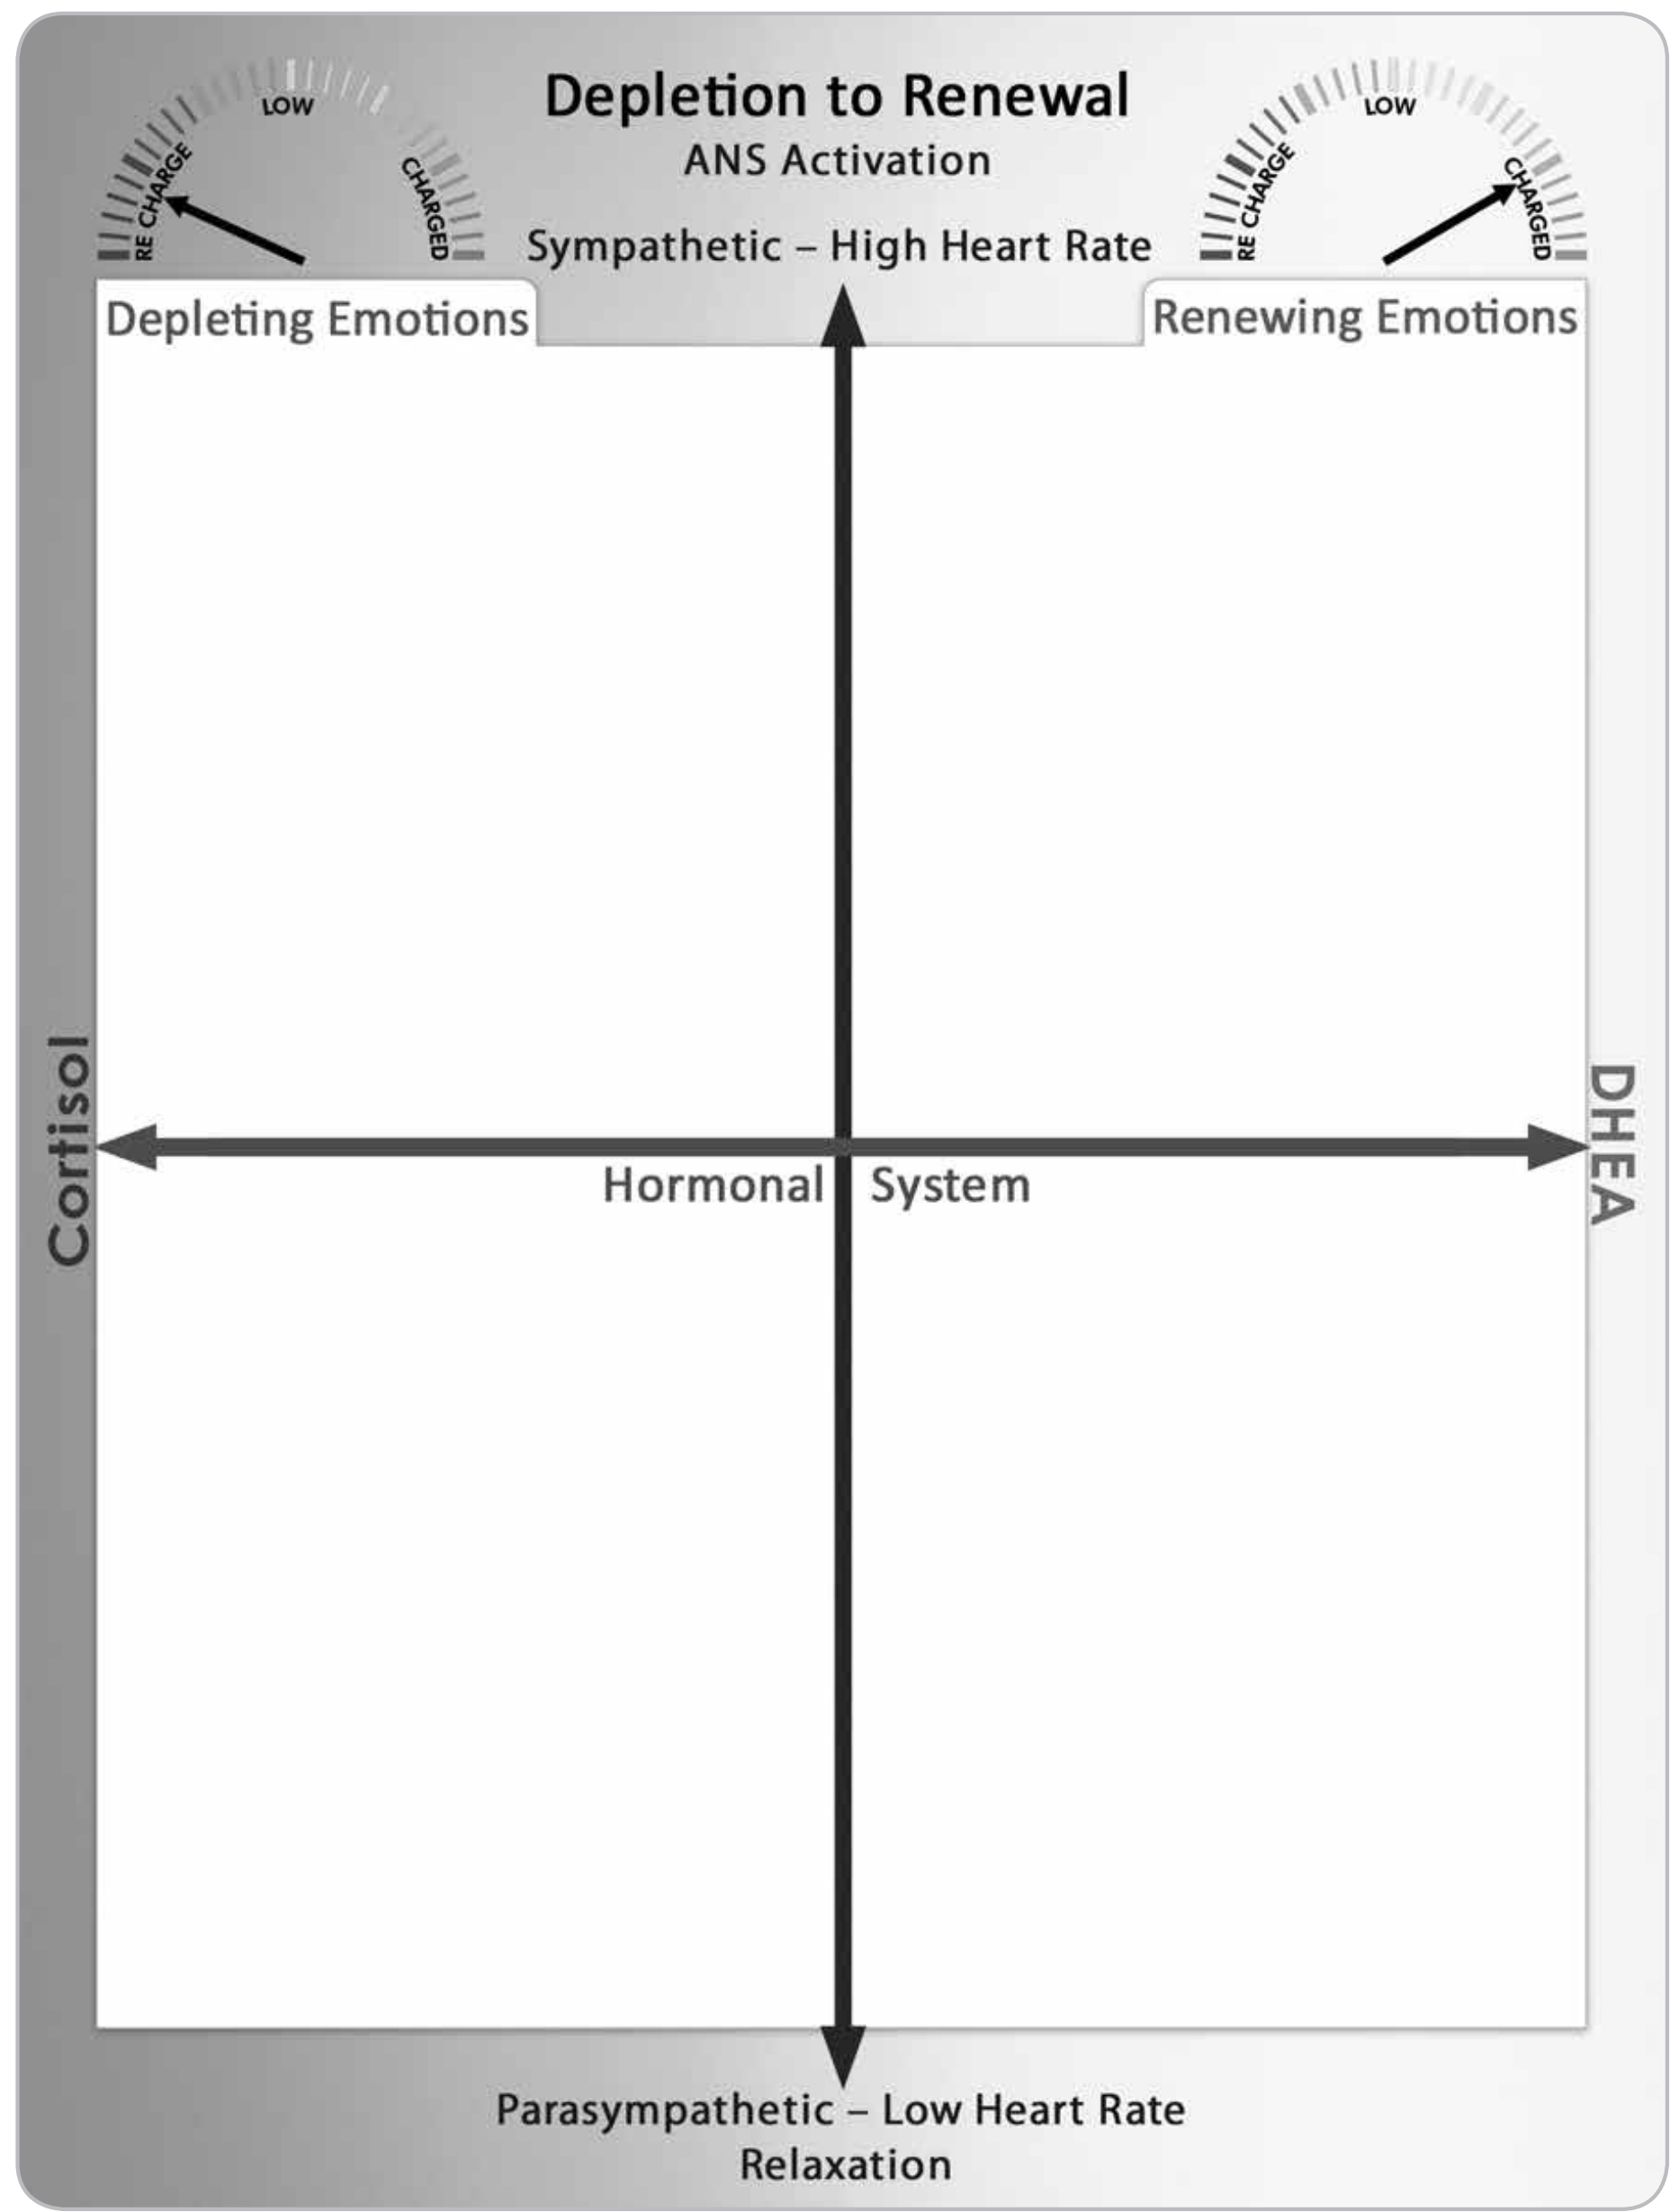 Depletion to Renewal
ANS Activation
Sympathetic – High Heart Rate
RE CHARGE
LOW
CHARGED
RE CHARGE
LOW
CHARGED
Depleting Emotions
Renewing Emotions
Cortisol
DHEA
Hormonal System
Parasympathetic – Low Heart Rate
Relaxation